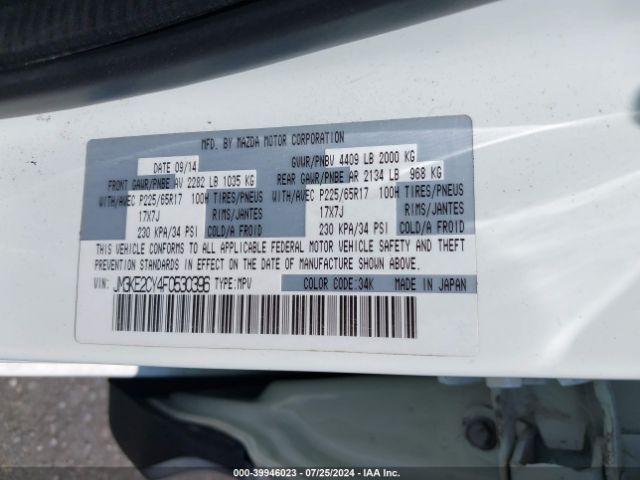 MFD. BY MAZDA MOTOR CORPORATION
DATE 09/14 GVWR/PNBV 4409 LB 2000 KG
FRONT GAWR/PNBE AV 2282 LB 1035 KG REAR GAWR/PNBE AR 2134 LB 968 KG
WITH/AVEC P225/65R17 100H TIRES/PNEUS WITH/AVEC P225/65R17 100H TIRES/PNEUS
17X7J RIMS/JANTES 17X7J RIMS/JANTES
230 KPA/34 PSI COLD/A FROID 230 KPA/34 PSI COLD/A FROID
THIS VEHICLE CONFORMS TO ALL APPLICABLE FEDERAL MOTOR VEHICLE SAFETY AND THEFT
PREVENTION STANDARDS IN EFFECT ON THE DATE OF MANUFACTURE SHOWN ABOVE.
VIN: JM3KE2CY4F0530396 TYPE: MPV COLOR CODE: 34K MADE IN JAPAN
000-39946023 // 07/25/2024 // IAA Inc.